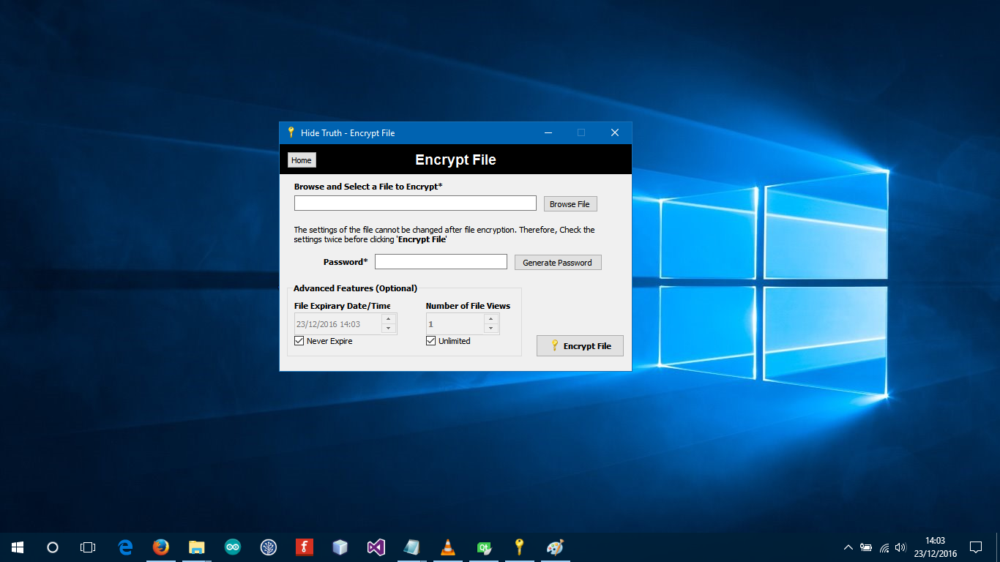 Hide Truth - Encrypt File
Home
Encrypt File
Browse and Select a File to Encrypt*
Browse File
The settings of the file cannot be changed after file encryption. Therefore, Check the
settings twice before clicking 'Encrypt File'
Password*
Generate Password
Advanced Features (Optional)
File Expirary Date/Time
Number of File Views
23/12/2016 14:03
1
Never Expire
Unlimited
Encrypt File
Qt
14:03
23/12/2016